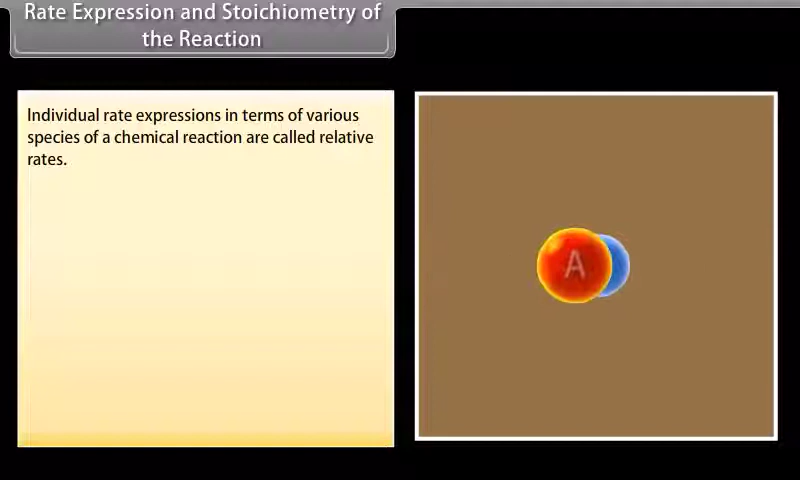 Rate Expression and Stoichiometry of
the Reaction
Individual rate expressions in terms of various
species of a chemical reaction are called relative
rates.
A